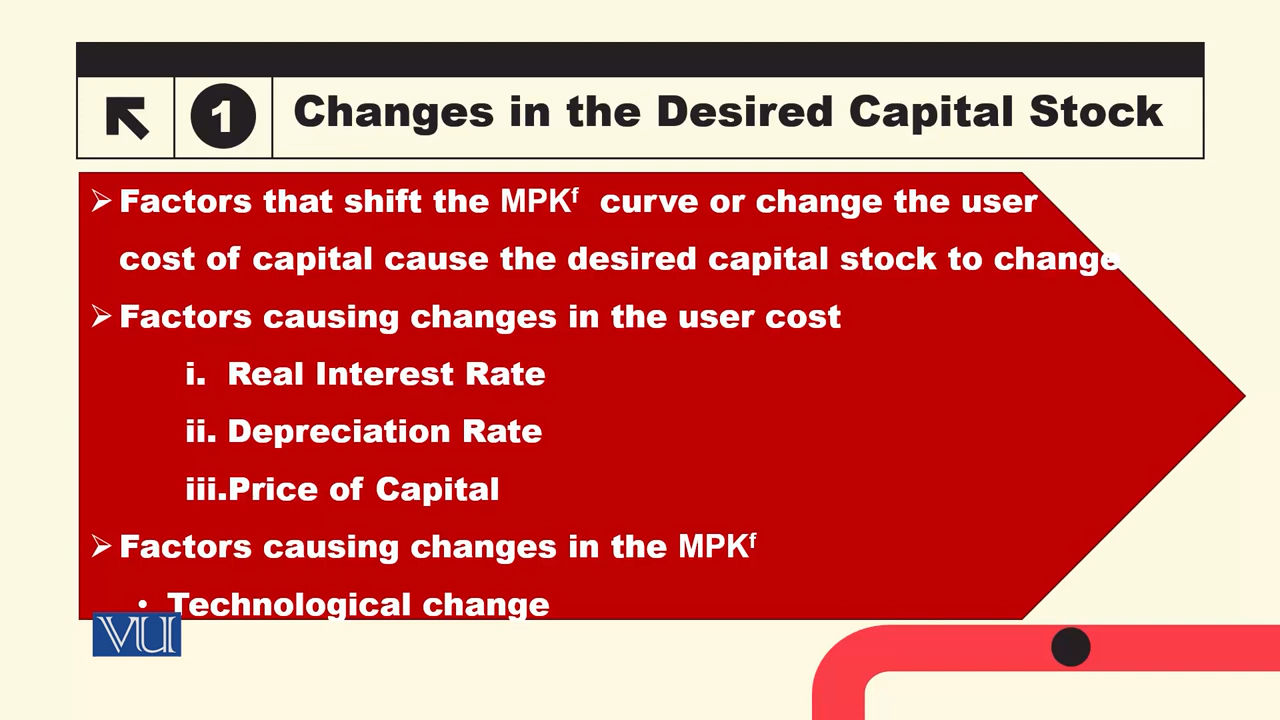 1 Changes in the Desired Capital Stock
➢ Factors that shift the MPKᶠ curve or change the user
cost of capital cause the desired capital stock to change
➢ Factors causing changes in the user cost
i. Real Interest Rate
ii. Depreciation Rate
iii.Price of Capital
➢ Factors causing changes in the MPKᶠ
• Technological change
VU